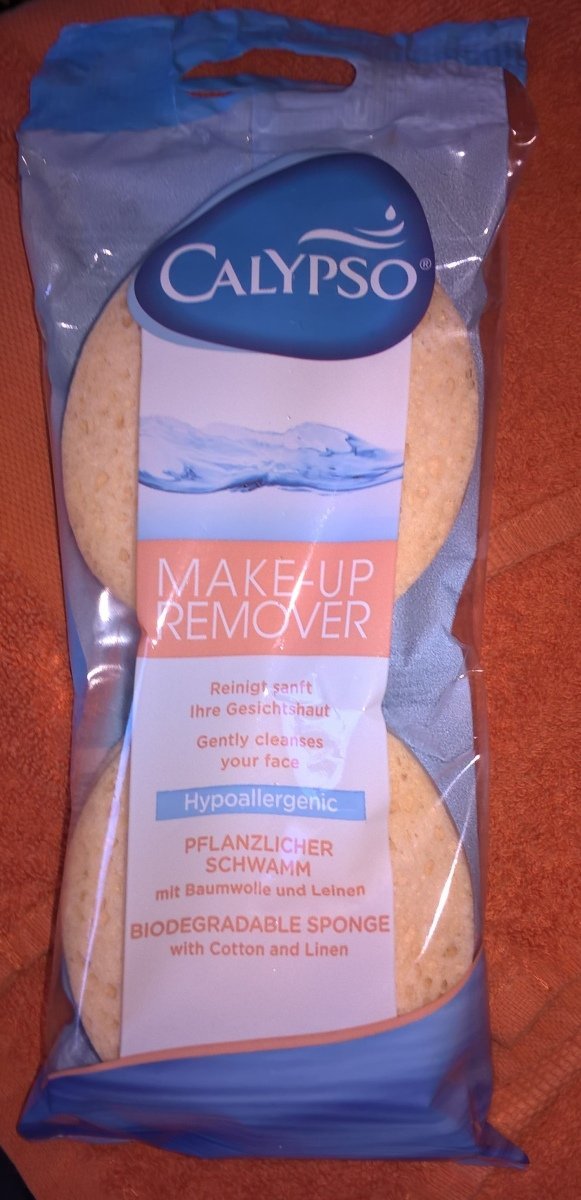 CALYPSO®
MAKE-UP
REMOVER
Reinigt sanft
Ihre Gesichtshaut
Gently cleanses
your face
Hypoallergenic
PFLANZLICHER
SCHWAMM
mit Baumwolle und Leinen
BIODEGRADABLE SPONGE
with Cotton and Linen